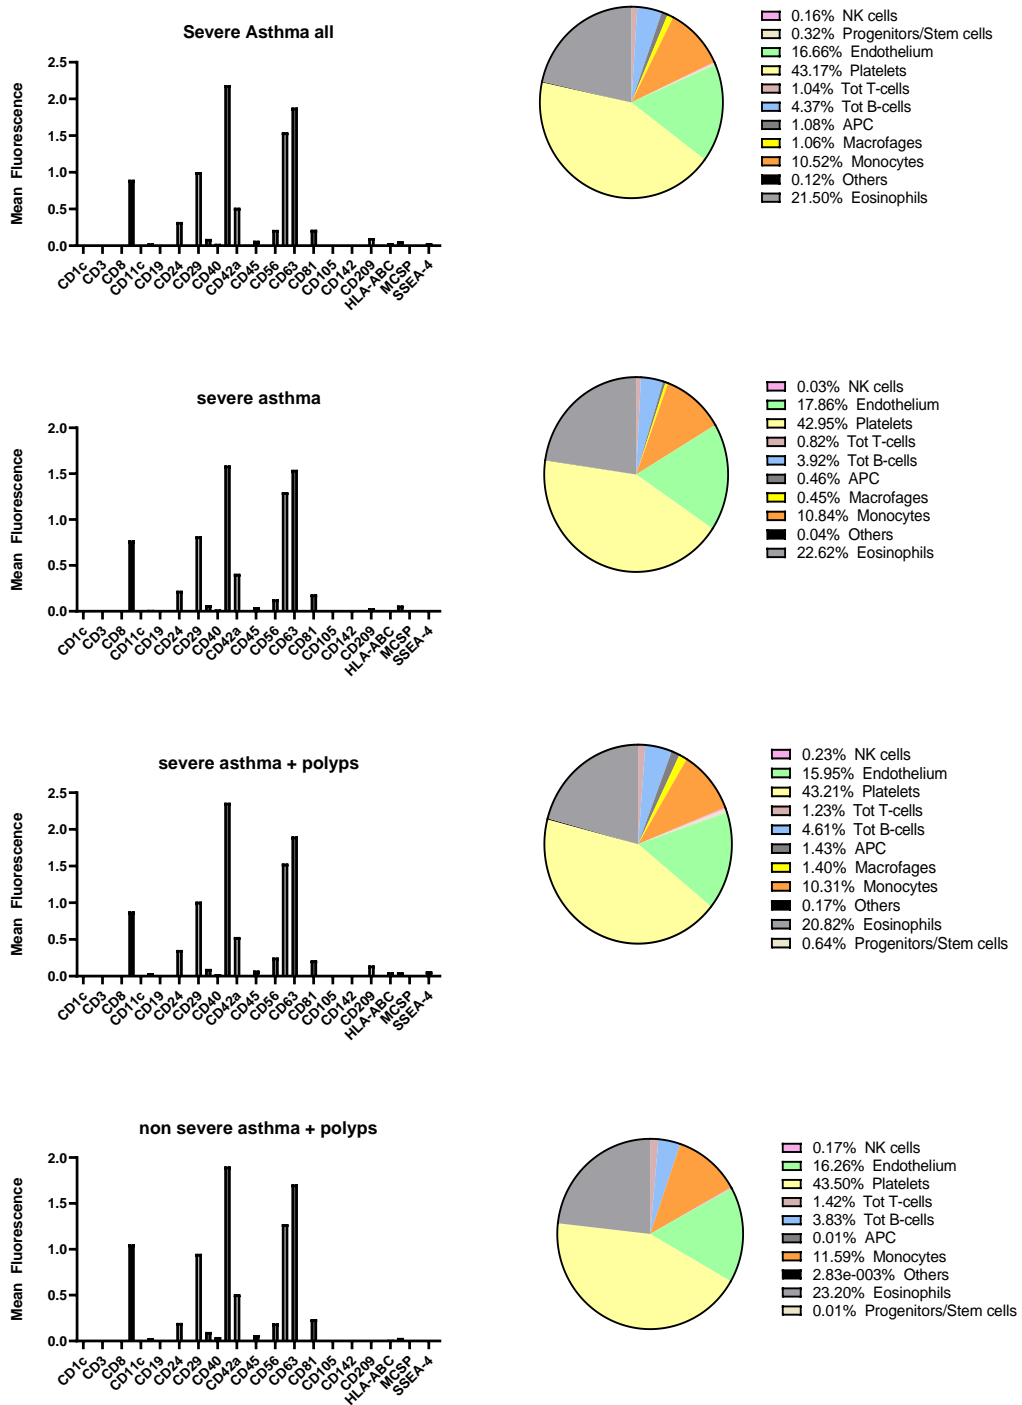 Severe Asthma all
Mean Fluorescence
2.5
2.0
1.5
1.0
0.5
0.0
CD1c
CD3
CD8
CD11c
CD19
CD24
CD29
CD40
CD42a
CD45
CD56
CD63
CD81
CD105
CD142
CD209
HLA-ABC
MCSP
SSEA-4
0.16% NK cells
0.32% Progenitors/Stem cells
16.66% Endothelium
43.17% Platelets
1.04% Tot T-cells
4.37% Tot B-cells
1.08% APC
1.06% Macrofages
10.52% Monocytes
0.12% Others
21.50% Eosinophils
severe asthma
Mean Fluorescence
2.0
1.5
1.0
0.5
0.0
CD1c
CD3
CD8
CD11c
CD19
CD24
CD29
CD40
CD42a
CD45
CD56
CD63
CD81
CD105
CD142
CD209
HLA-ABC
MCSP
SSEA-4
0.03% NK cells
17.86% Endothelium
42.95% Platelets
0.82% Tot T-cells
3.92% Tot B-cells
0.46% APC
0.45% Macrofages
10.84% Monocytes
0.04% Others
22.62% Eosinophils
severe asthma + polyps
Mean Fluorescence
2.5
2.0
1.5
1.0
0.5
0.0
CD1c
CD3
CD8
CD11c
CD19
CD24
CD29
CD40
CD42a
CD45
CD56
CD63
CD81
CD105
CD142
CD209
HLA-ABC
MCSP
SSEA-4
0.23% NK cells
15.95% Endothelium
43.21% Platelets
1.23% Tot T-cells
4.61% Tot B-cells
1.43% APC
1.40% Macrofages
10.31% Monocytes
0.17% Others
20.82% Eosinophils
0.64% Progenitors/Stem cells
non severe asthma + polyps
Mean Fluorescence
2.0
1.5
1.0
0.5
0.0
CD1c
CD3
CD8
CD11c
CD19
CD24
CD29
CD40
CD42a
CD45
CD56
CD63
CD81
CD105
CD142
CD209
HLA-ABC
MCSP
SSEA-4
0.17% NK cells
16.26% Endothelium
43.50% Platelets
1.42% Tot T-cells
3.83% Tot B-cells
0.01% APC
11.59% Monocytes
2.83e-003% Others
23.20% Eosinophils
0.01% Progenitors/Stem cells